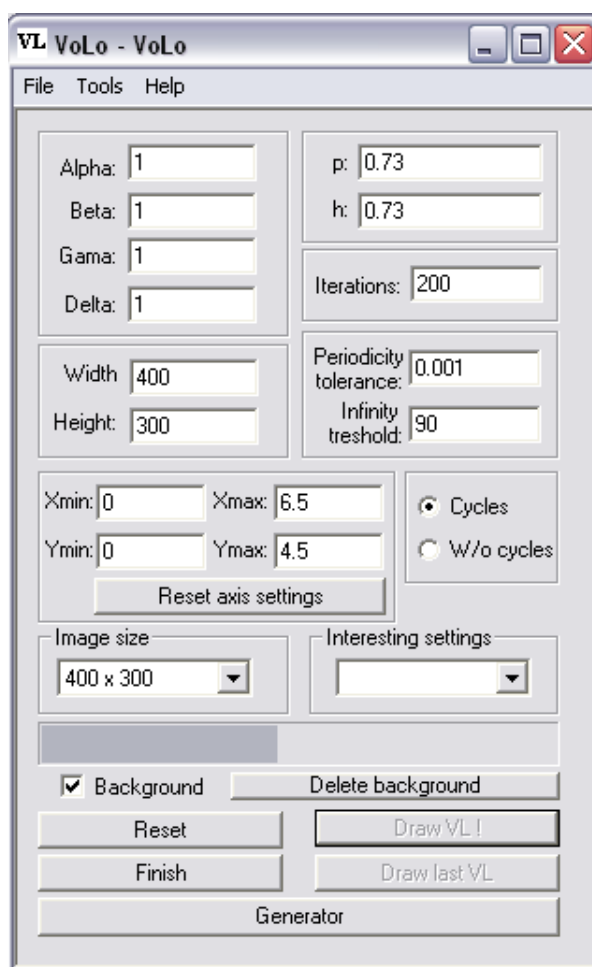 VL VoLo - VoLo
File Tools Help
Alpha: 1
Beta: 1
Gama: 1
Delta: 1
p: 0.73
h: 0.73
Iterations: 200
Width 400
Height: 300
Periodicity
tolerance: 0.001
Infinity
treshold: 90
Xmin: 0 Xmax: 6.5
Ymin: 0 Ymax: 4.5
Reset axis settings
Cycles
W/o cycles
Image size
400 x 300
Interesting settings
Background Delete background
Reset Draw VL !
Finish Draw last VL
Generator